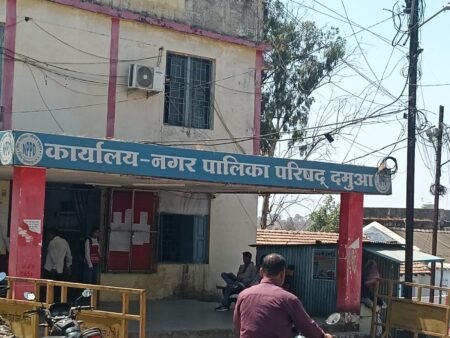 कार्यालय-नगर पालिका परिषद् दमुआ